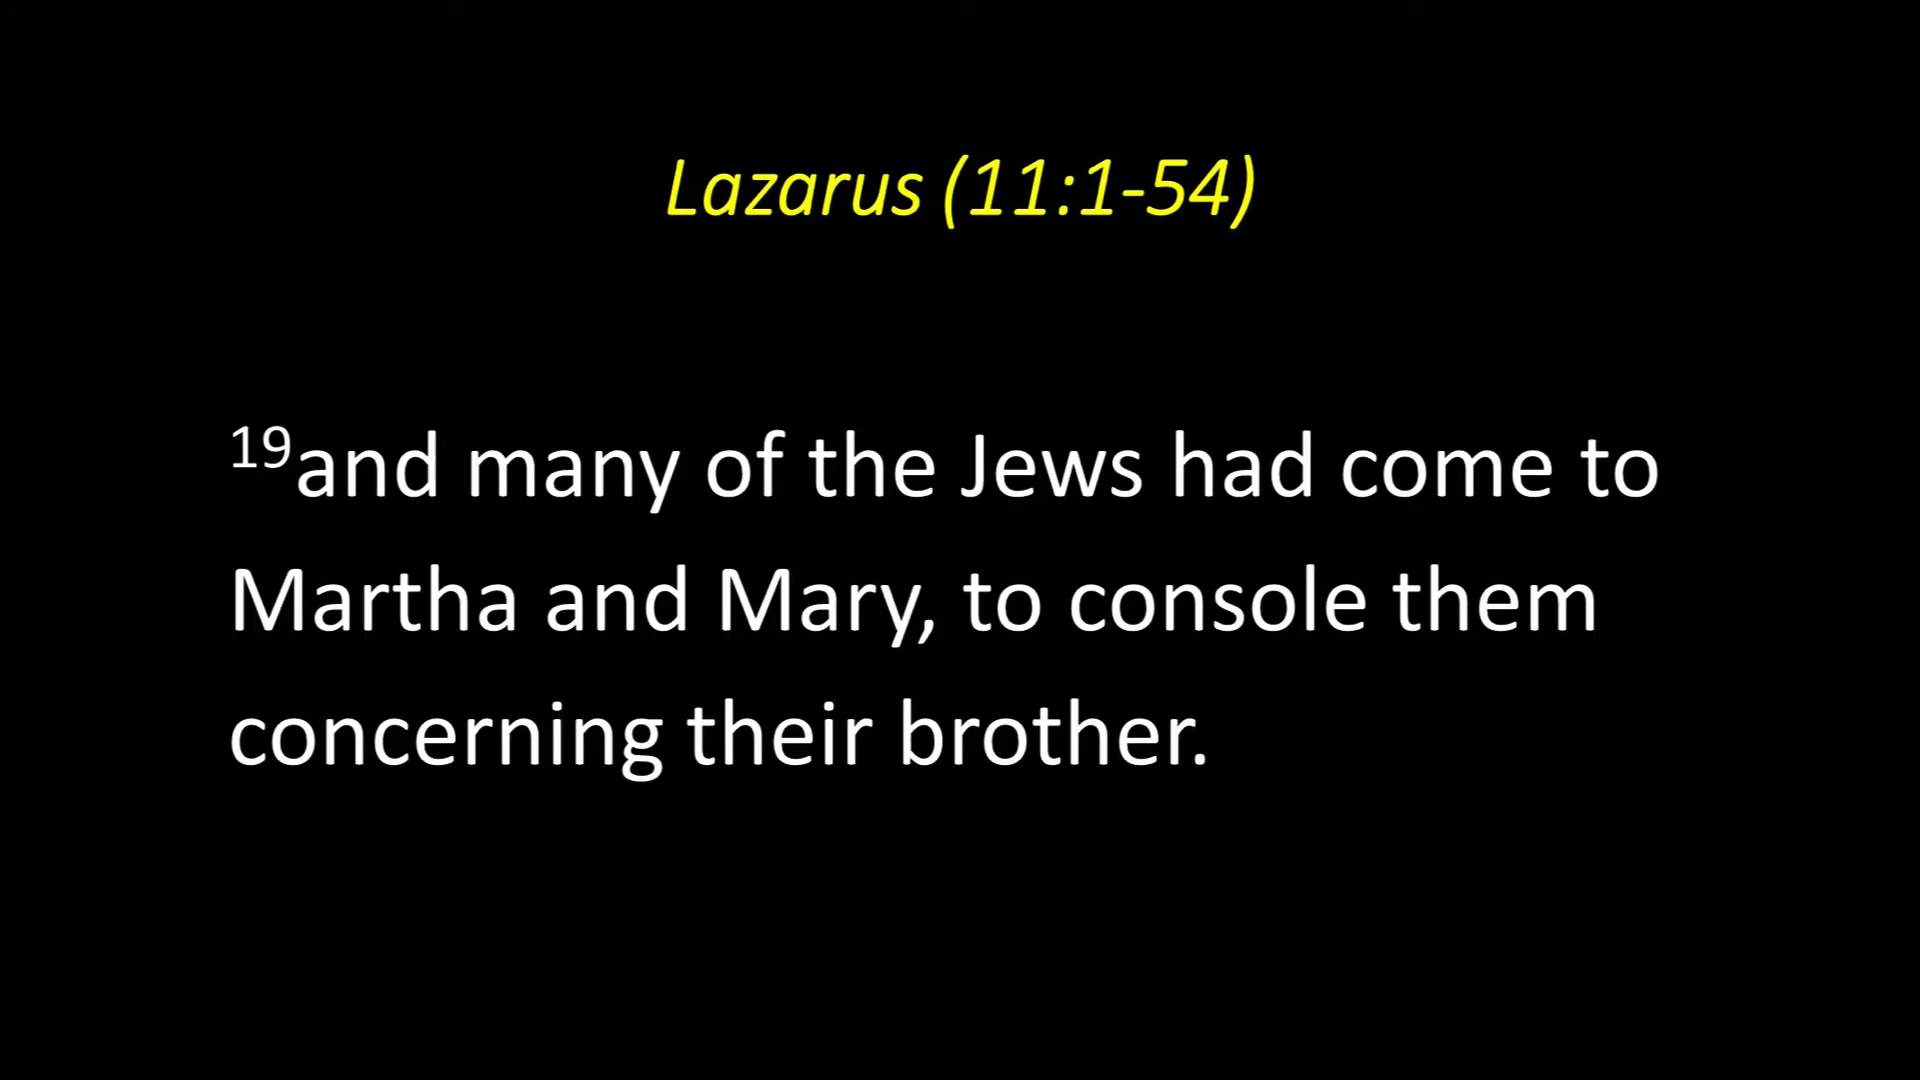 Lazarus (11:1-54)
19and many of the Jews had come to
Martha and Mary, to console them
concerning their brother.